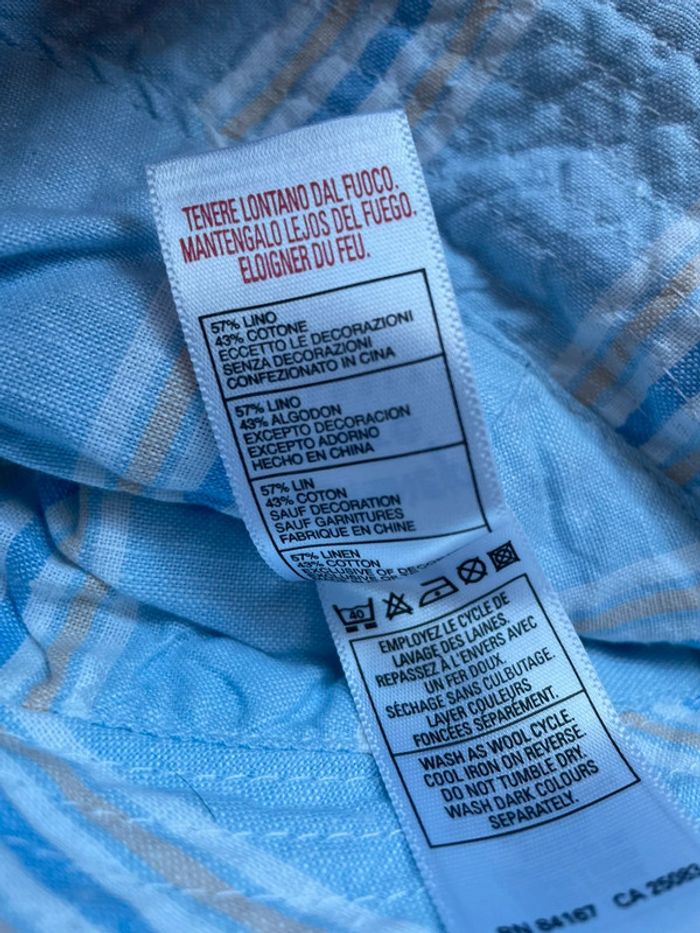 TENERE LONTANO DAL FUOCO.
MANTENGALO LEJOS DEL FUEGO.
ELOIGNER DU FEU.
57% LINO
43% COTONE
ECCETTO LE DECORAZIONI
SENZA DECORAZIONI
CONFEZIONATO IN CINA
57% LINO
43% ALGODON
EXCEPTO DECORACION
EXCEPTO ADORNO
HECHO EN CHINA
57% LIN
43% COTON
SAUF DECORATION
SAUF GARNITURES
FABRIQUE EN CHINE
57% LINEN
43% COTTON
EXCLUSIVE OF
40
EMPLOYEZ LE CYCLE DE
LAVAGE DES LAINES.
REPASSEZ À L'ENVERS AVEC
UN FER DOUX.
SÉCHAGE SANS CULBUTAGE.
LAVER COULEURS
FONCÉES SÉPARÉMENT.
WASH AS WOOL CYCLE.
COOL IRON ON REVERSE.
DO NOT TUMBLE DRY.
WASH DARK COLOURS
SEPARATELY.
RN 84167 CA 25083